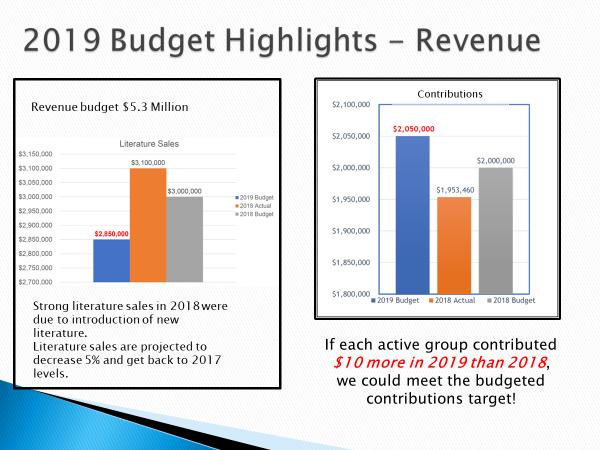 2019 Budget Highlights – Revenue
Revenue budget $5.3 Million
Literature Sales
$3,150,000
$3,100,000
$3,050,000
$3,000,000
$2,950,000
$2,900,000
$2,850,000
$2,800,000
$2,750,000
$2,700,000
$2,850,000
$3,100,000
$3,000,000
2019 Budget
2018 Actual
2018 Budget
Strong literature sales in 2018 were
due to introduction of new
literature.
Literature sales are projected to
decrease 5% and get back to 2017
levels.
Contributions
$2,100,000
$2,050,000
$2,000,000
$1,950,000
$1,900,000
$1,850,000
$1,800,000
$2,050,000
$1,953,460
$2,000,000
2019 Budget 2018 Actual 2018 Budget
If each active group contributed
$10 more in 2019 than 2018,
we could meet the budgeted
contributions target!